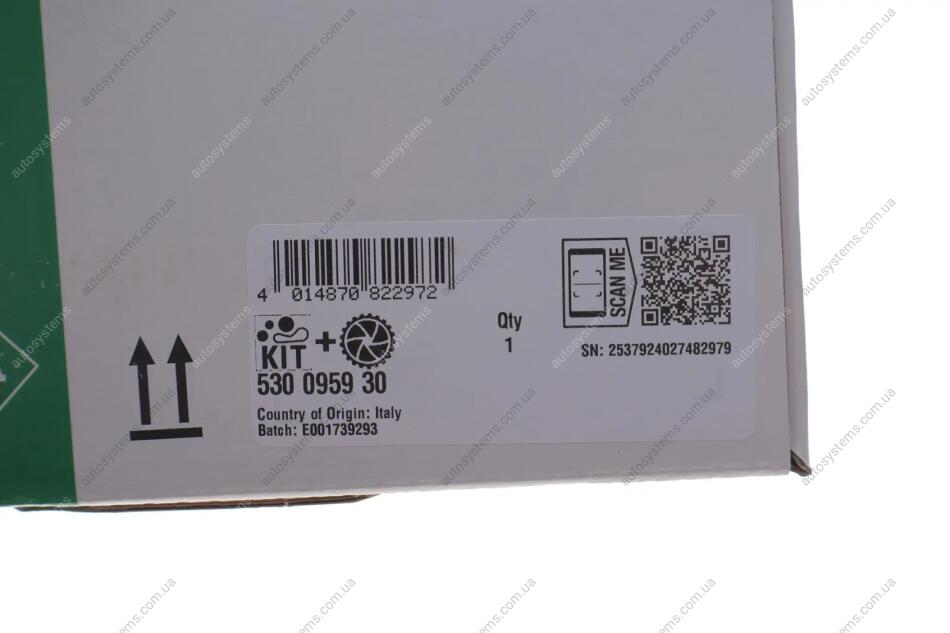 4 014870 822972
KIT +
530 0959 30
Country of Origin: Italy
Batch: E001739293
Qty
1
SCAN ME
SN: 2537924027482979
autosystems.com.ua